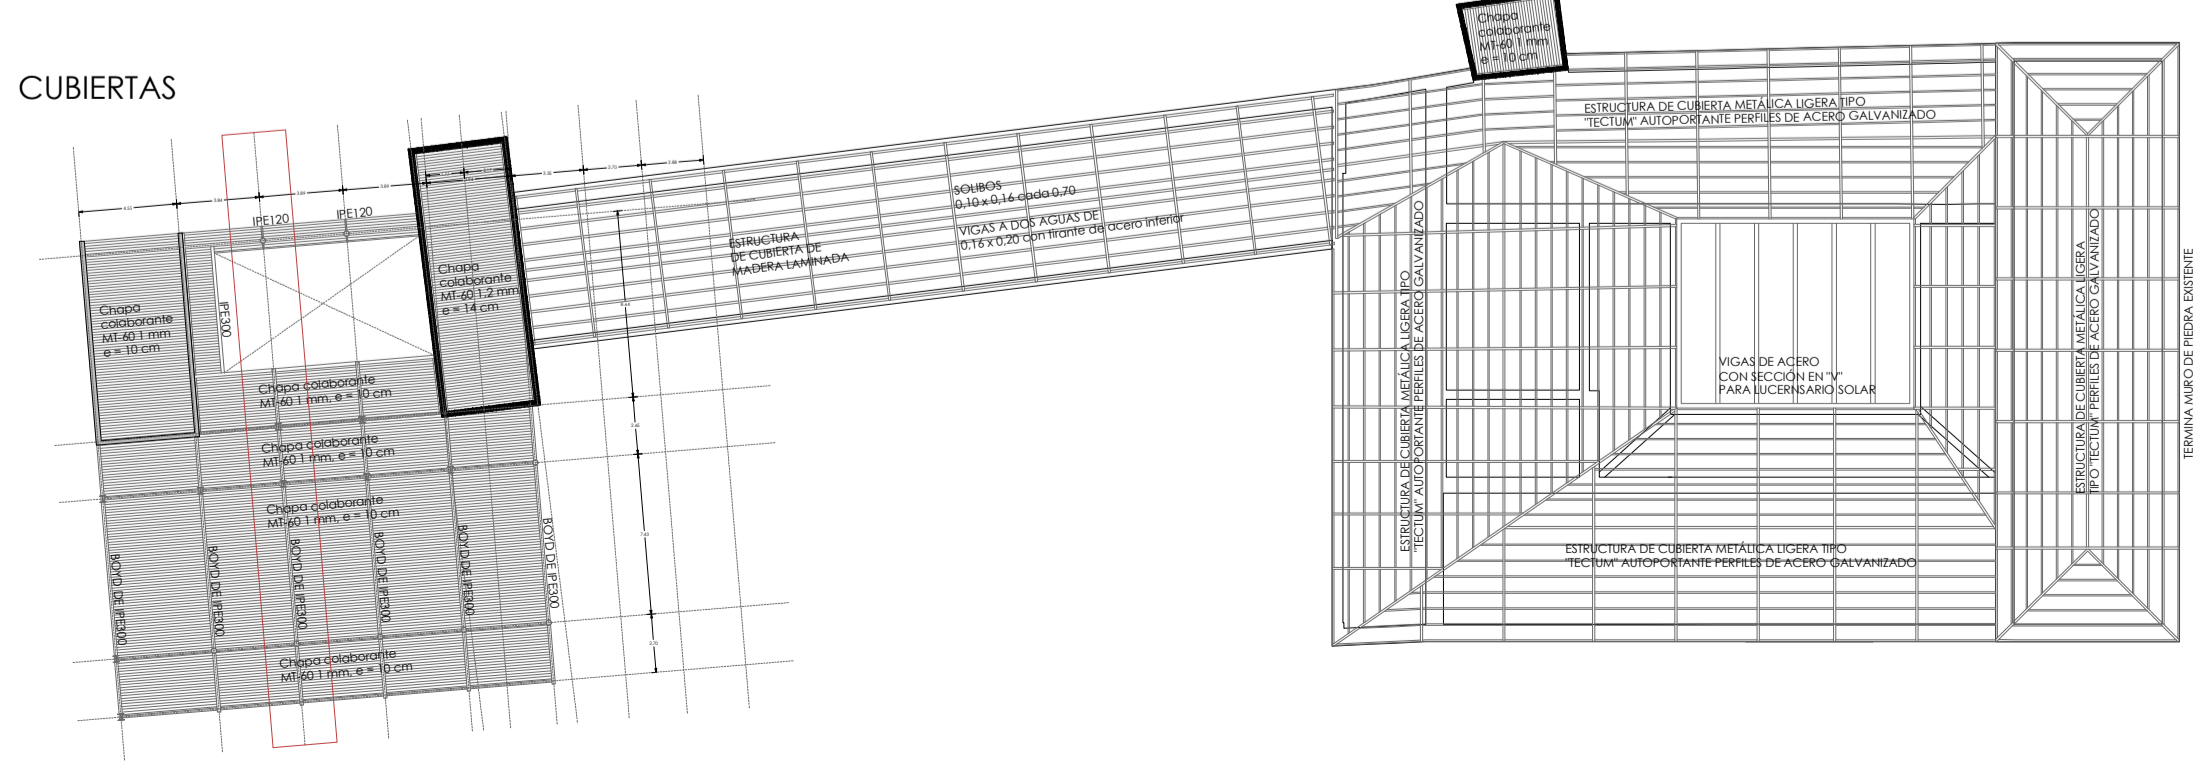 CUBIERTAS
Chapa
colaborante
MT-60 1 mm
e = 10 cm
IPE120
IPE120
IPE300
Chapa
colaborante
MT-60 1.2 mm
e = 14 cm
Chapa
colaborante
MT-60 1 mm
e = 10 cm
Chapa colaborante
MT-60 1 mm, e = 10 cm
Chapa colaborante
MT-60 1 mm, e = 10 cm
Chapa colaborante
MT-60 1 mm, e = 10 cm
Chapa colaborante
MT-60 1 mm, e = 10 cm
BOYD DE IPE300
BOYD DE IPE300
BOYD DE IPE300
BOYD DE IPE300
BOYD DE IPE300
BOYD DE IPE300
ESTRUCTURA
DE CUBIERTA DE
MADERA LAMINADA
SOLIBOS
0,10 x 0,16 cada 0,70
VIGAS A DOS AGUAS DE
0,16 x 0,20 con tirante de acero inferior
ESTRUCTURA DE CUBIERTA METÁLICA LIGERA TIPO
"TECTUM" AUTOPORTANTE PERFILES DE ACERO GALVANIZADO
ESTRUCTURA DE CUBIERTA METÁLICA LIGERA TIPO
"TECTUM" AUTOPORTANTE PERFILES DE ACERO GALVANIZADO
VIGAS DE ACERO
CON SECCIÓN EN "V"
PARA LUCERNSARIO SOLAR
ESTRUCTURA DE CUBIERTA METÁLICA LIGERA TIPO
"TECTUM" AUTOPORTANTE PERFILES DE ACERO GALVANIZADO
ESTRUCTURA DE CUBIERTA METÁLICA LIGERA
TIPO "TECTUM" PERFILES DE ACERO GALVANIZADO
TERMINA MURO DE PIEDRA EXISTENTE